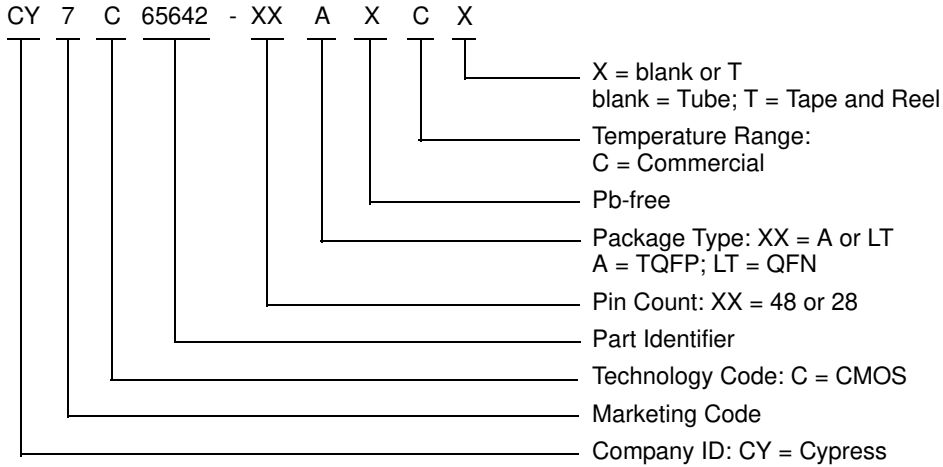 CY 7 C 65642 - XX A X C X
X = blank or T
blank = Tube; T = Tape and Reel
Temperature Range:
C = Commercial
Pb-free
Package Type: XX = A or LT
A = TQFP; LT = QFN
Pin Count: XX = 48 or 28
Part Identifier
Technology Code: C = CMOS
Marketing Code
Company ID: CY = Cypress